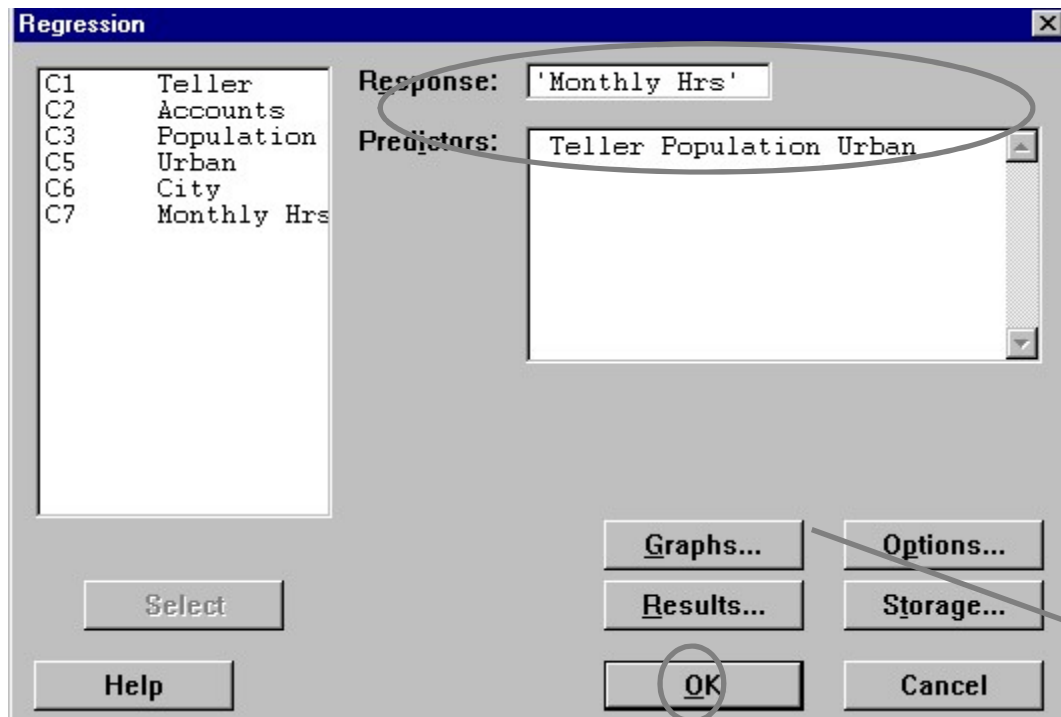 Regression
C1 Teller
C2 Accounts
C3 Population
C5 Urban
C6 City
C7 Monthly Hrs
Response: 'Monthly Hrs'
Predictors: Teller Population Urban
Graphs... Options...
Select Results... Storage...
Help OK Cancel